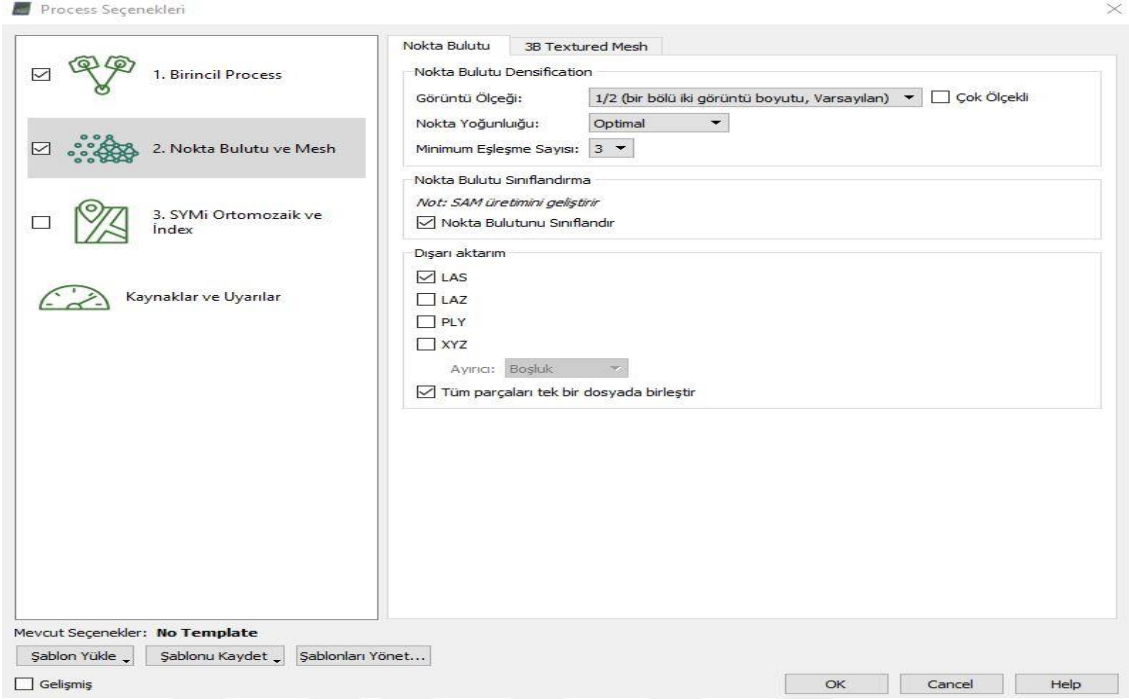 Process Seçenekleri
1. Birincil Process
2. Nokta Bulutu ve Mesh
3. SYMi Ortomozaik ve
İndex
Kaynaklar ve Uyarılar
Nokta Bulutu
3B Textured Mesh
Nokta Bulutu Densification
Görüntü Ölçeği: 1/2 (bir bölü iki görüntü boyutu, Varsayılan) Çok Ölçekli
Nokta Yoğunluığu: Optimal
Minimum Eşleşme Sayısı: 3
Nokta Bulutu Sınıflandırma
Not: SAM üretimini geliştirir
Nokta Bulutunu Sınıflandır
Dışarı aktarım
LAS
LAZ
PLY
XYZ
Ayırıcı: Boşluk
Tüm parçaları tek bir dosyada birleştir
Mevcut Seçenekler: No Template
Şablon Yükle Şablonu Kaydet Şablonları Yönet...
Gelişmiş
OK Cancel Help